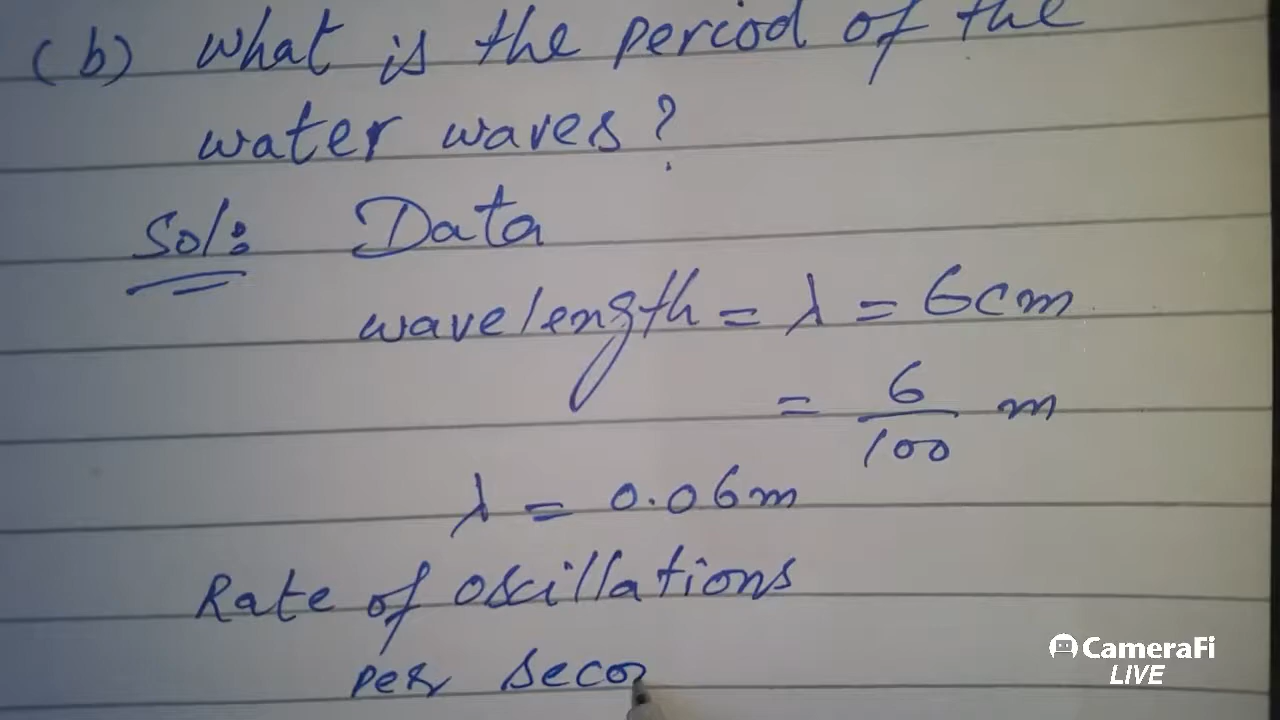 (b) what is the period of the
water waves?
Sol: Data
wavelength = λ = 6cm
= 6/100 m
λ = 0.06m
Rate of oscillations
per seco
CameraFi
LIVE